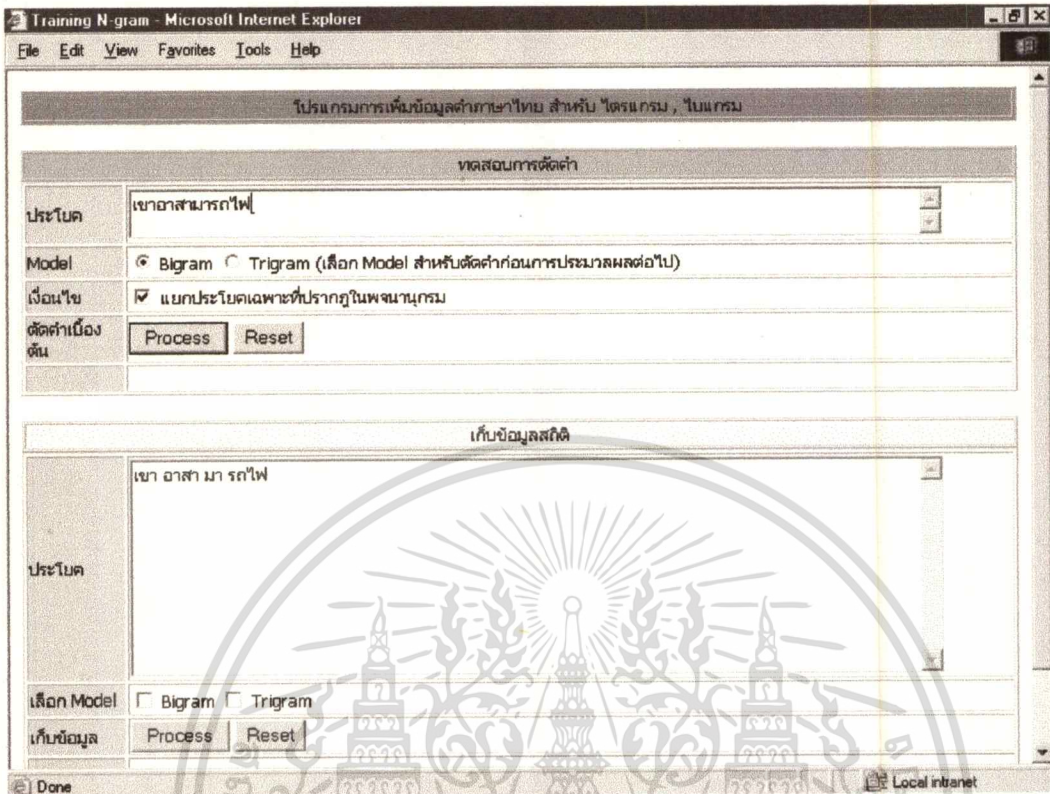 Training N-gram - Microsoft Internet Explorer
File Edit View Favorites Tools Help
โปรแกรมการเพิ่มข้อมูลคำภาษาไทย สำหรับ ไตรแกรม , ไบแกรม
ทดสอบการตัดคำ
ประโยค
เขาอาสามารถไฟ
Model Bigram Trigram (เลือก Model สำหรับตัดคำก่อนการประมวลผลต่อไป)
เงื่อนไข แยกประโยคเฉพาะที่ปรากฏในพจนานุกรม
ตัดคำเบื้องต้น Process Reset
เก็บข้อมูลสถิติ
ประโยค
เขา อาสา มา รถไฟ
เลือก Model Bigram Trigram
เก็บข้อมูล Process Reset
Done Local intranet